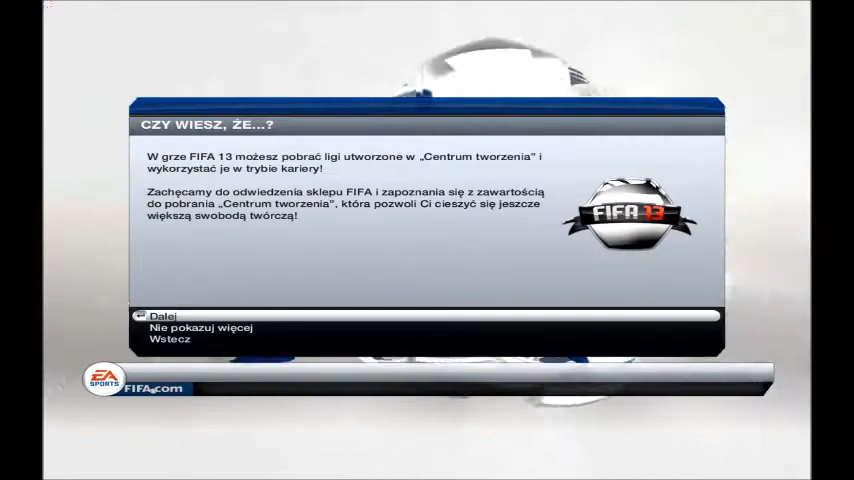 CZY WIESZ, ŻE...?
W grze FIFA 13 możesz pobrać ligi utworzone w „Centrum tworzenia” i
wykorzystać je w trybie kariery!
Zachęcamy do odwiedzenia sklepu FIFA i zapoznania się z zawartością
do pobrania „Centrum tworzenia”, która pozwoli Ci cieszyć się jeszcze
większą swobodą twórczą!
FIFA 13
Dalej
Nie pokazuj więcej
Wstecz
EA
SPORTS
FIFA.com